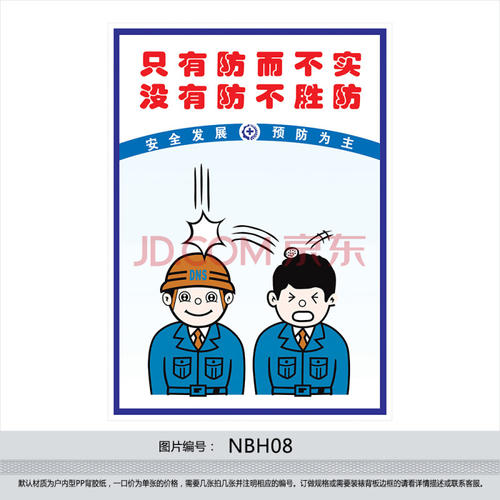 只有防而不实
没有防不胜防
安全发展 预防为主
JD.COM 京东
DNS
图片编号： NBH08
默认材质为户内型PP背胶纸，一口价为单张的价格，需要几张拍几张并注明相应的编号。订做规格或需要装裱背板边框的请看详情描述或联系客服。